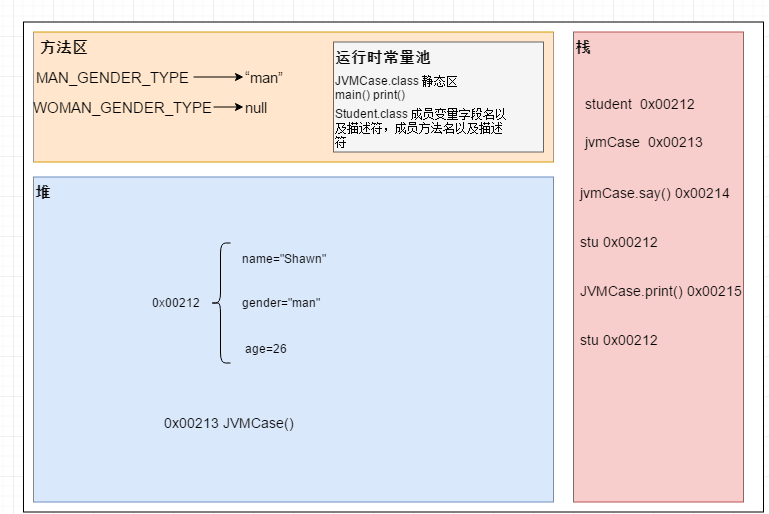 方法区
MAN_GENDER_TYPE “man”
WOMAN_GENDER_TYPE null
运行时常量池
JVMCase.class 静态区
main() print()
Student.class 成员变量字段名以
及描述符，成员方法名以及描述
符
堆
name="Shawn"
0x00212
gender="man"
age=26
0x00213 JVMCase()
栈
student 0x00212
jvmCase 0x00213
jvmCase.say() 0x00214
stu 0x00212
JVMCase.print() 0x00215
stu 0x00212